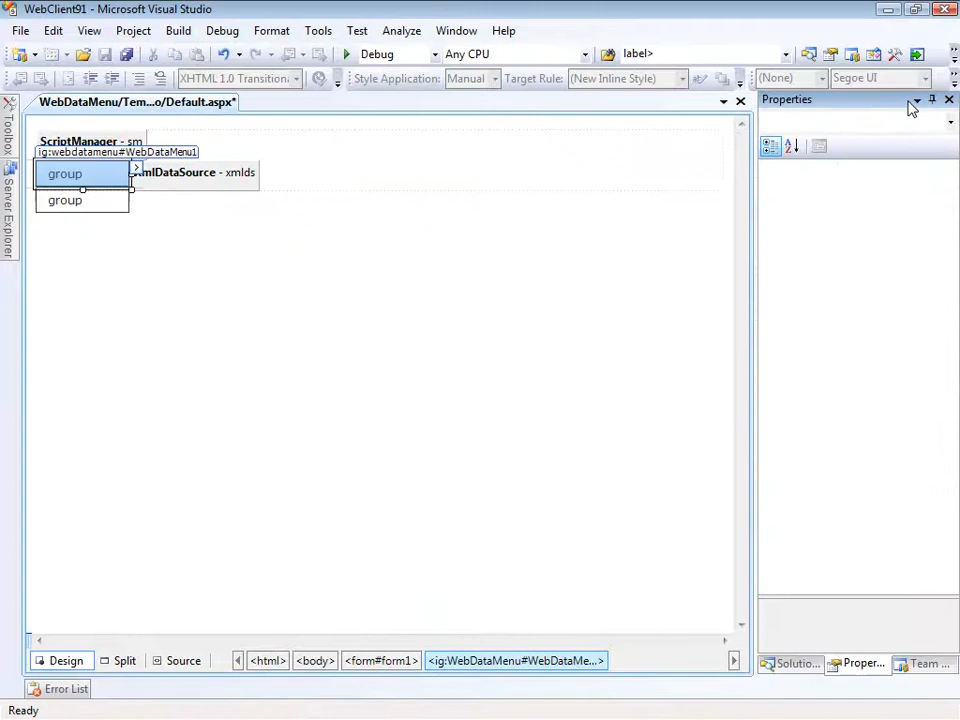 WebClient91 - Microsoft Visual Studio
File Edit View Project Build Debug Format Tools Test Analyze Window Help
Debug Any CPU label>
XHTML 1.0 Transition Style Application: Manual Target Rule: (New Inline Style) (None) Segoe UI
WebDataMenu/Tem...o/Default.aspx* Properties
Toolbox
Server Explorer
ScriptManager - sm
ig:webdatamenu#WebDataMenu1
group
XmlDataSource - xmlds
group
Design Split Source <html> <body> <form#form1> <ig:WebDataMenu#WebDataMe...>
Solutio... Proper... Team ...
Error List
Ready